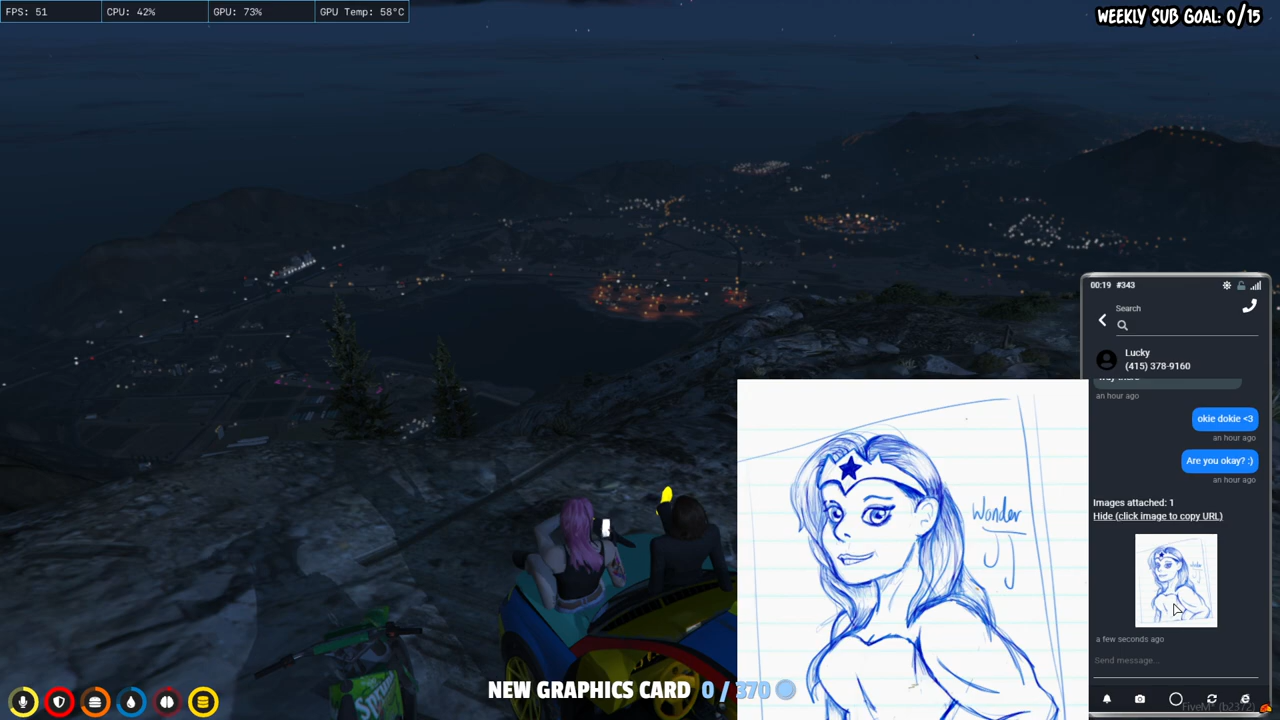 FPS: 51
CPU: 42%
GPU: 73%
GPU Temp: 58°C
WEEKLY SUB GOAL: 0/15
00:19 #343
Search
Lucky
(415) 378-9160
an hour ago
okie dokie <3
an hour ago
Are you okay? :)
an hour ago
Images attached: 1
Hide (click image to copy URL)
Wonder
JJ
a few seconds ago
Send message...
NEW GRAPHICS CARD 0 / 370
FiveM* (b2372)